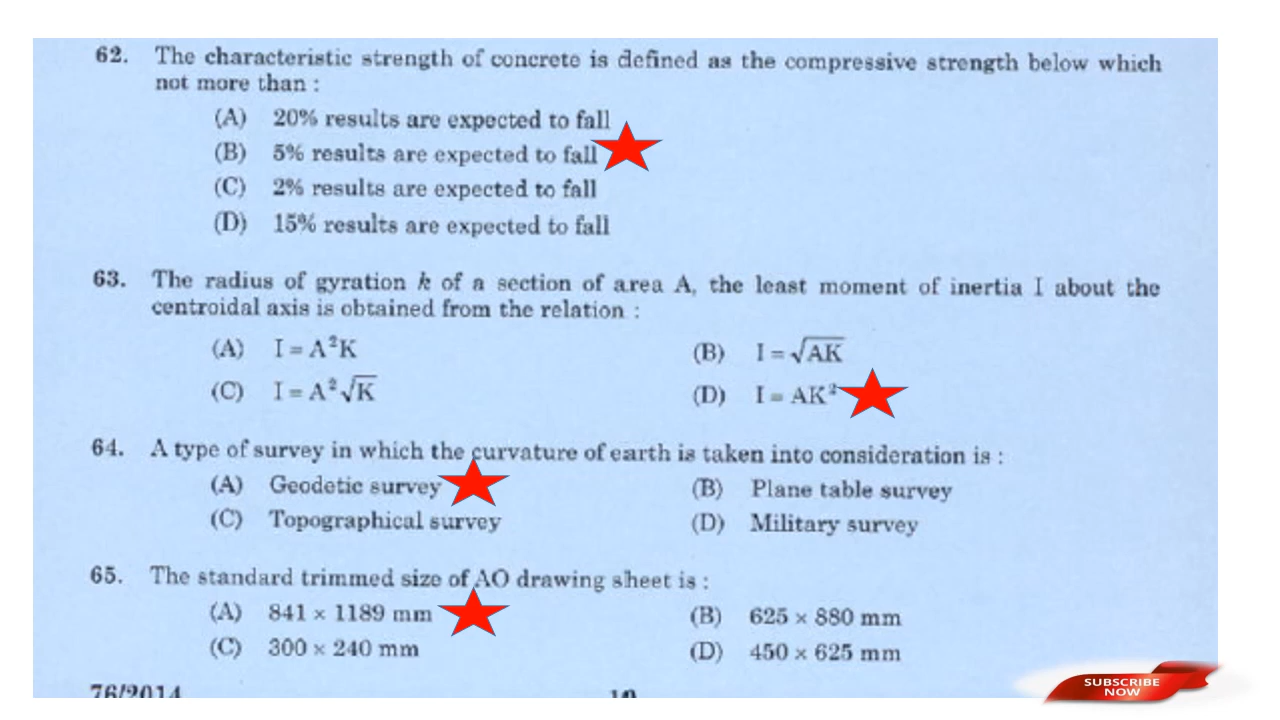 62. The characteristic strength of concrete is defined as the compressive strength below which
not more than :
(A) 20% results are expected to fall
(B) 5% results are expected to fall
(C) 2% results are expected to fall
(D) 15% results are expected to fall
63. The radius of gyration k of a section of area A, the least moment of inertia I about the
centroidal axis is obtained from the relation :
(A) I = A²K (B) I = √AK
(C) I = A²√K (D) I = AK²
64. A type of survey in which the curvature of earth is taken into consideration is :
(A) Geodetic survey (B) Plane table survey
(C) Topographical survey (D) Military survey
65. The standard trimmed size of AO drawing sheet is :
(A) 841 × 1189 mm (B) 625 × 880 mm
(C) 300 × 240 mm (D) 450 × 625 mm
76/2014 10
SUBSCRIBE
NOW